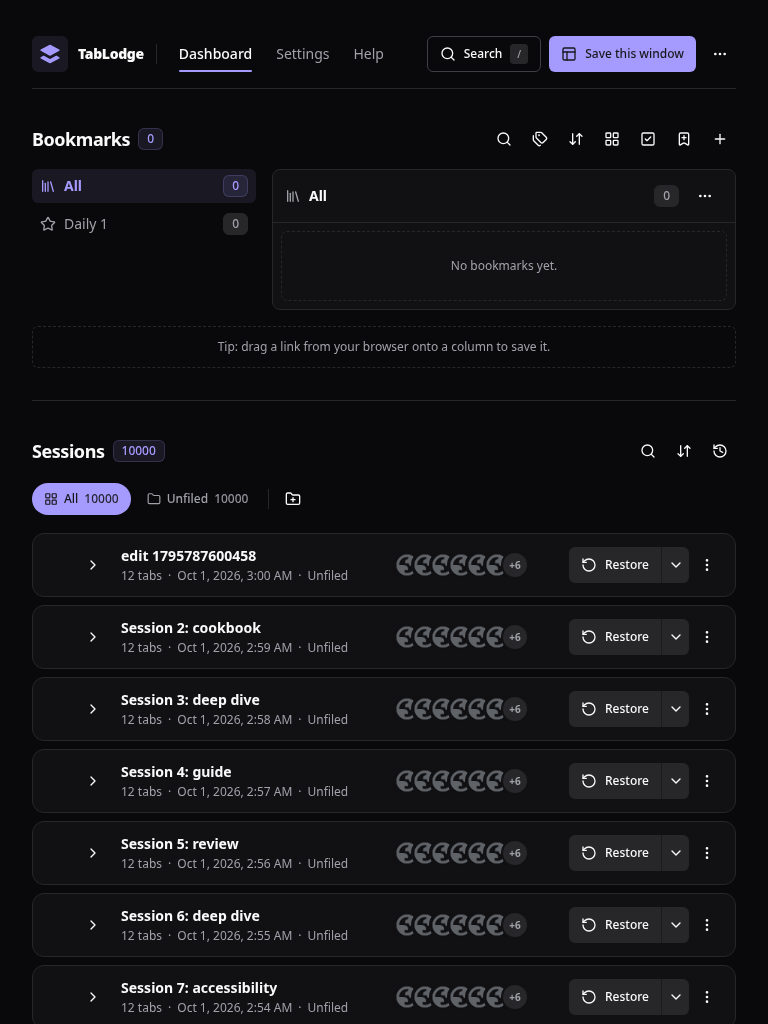 TabLodge Dashboard Settings Help Search / Save this window
Bookmarks 0
All 0
Daily 1 0
All 0
No bookmarks yet.
Tip: drag a link from your browser onto a column to save it.
Sessions 10000
All 10000 Unfiled 10000
edit 1795787600458
12 tabs · Oct 1, 2026, 3:00 AM · Unfiled
+6 Restore
Session 2: cookbook
12 tabs · Oct 1, 2026, 2:59 AM · Unfiled
+6 Restore
Session 3: deep dive
12 tabs · Oct 1, 2026, 2:58 AM · Unfiled
+6 Restore
Session 4: guide
12 tabs · Oct 1, 2026, 2:57 AM · Unfiled
+6 Restore
Session 5: review
12 tabs · Oct 1, 2026, 2:56 AM · Unfiled
+6 Restore
Session 6: deep dive
12 tabs · Oct 1, 2026, 2:55 AM · Unfiled
+6 Restore
Session 7: accessibility
12 tabs · Oct 1, 2026, 2:54 AM · Unfiled
+6 Restore